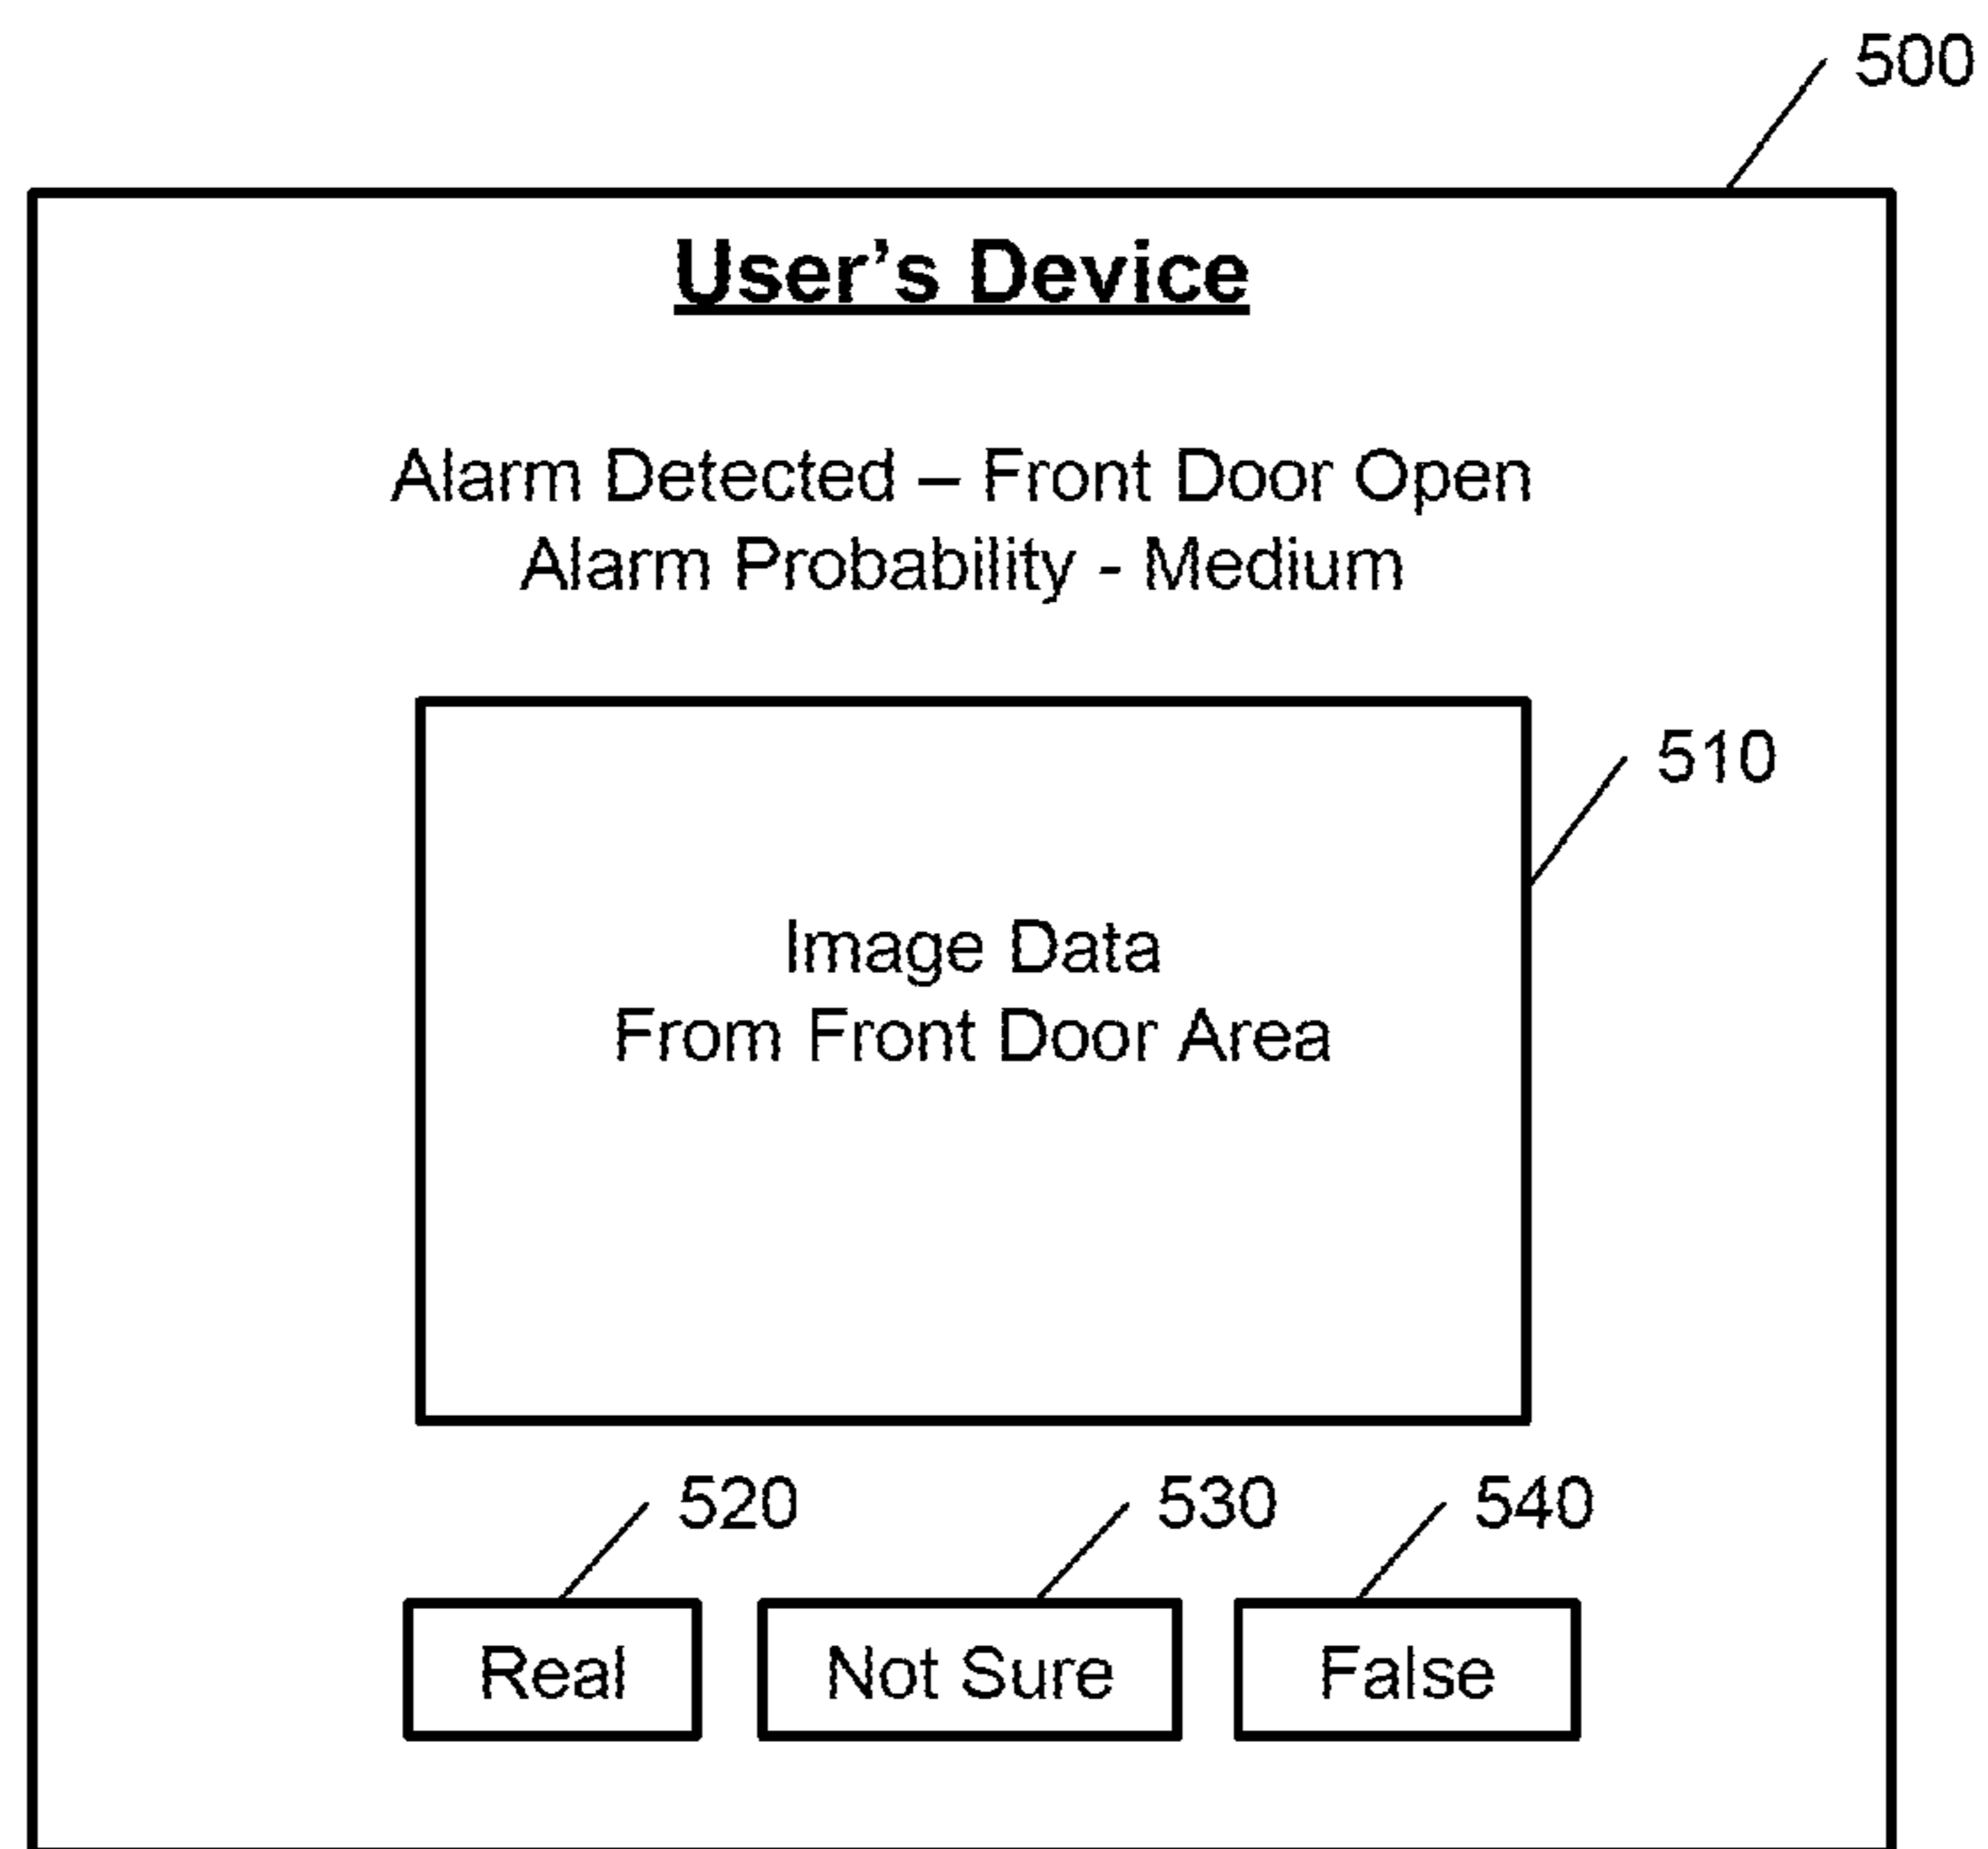 500
User’s Device
Alarm Detected – Front Door Open
Alarm Probability - Medium
510
Image Data
From Front Door Area
520
530
540
Real
Not Sure
False